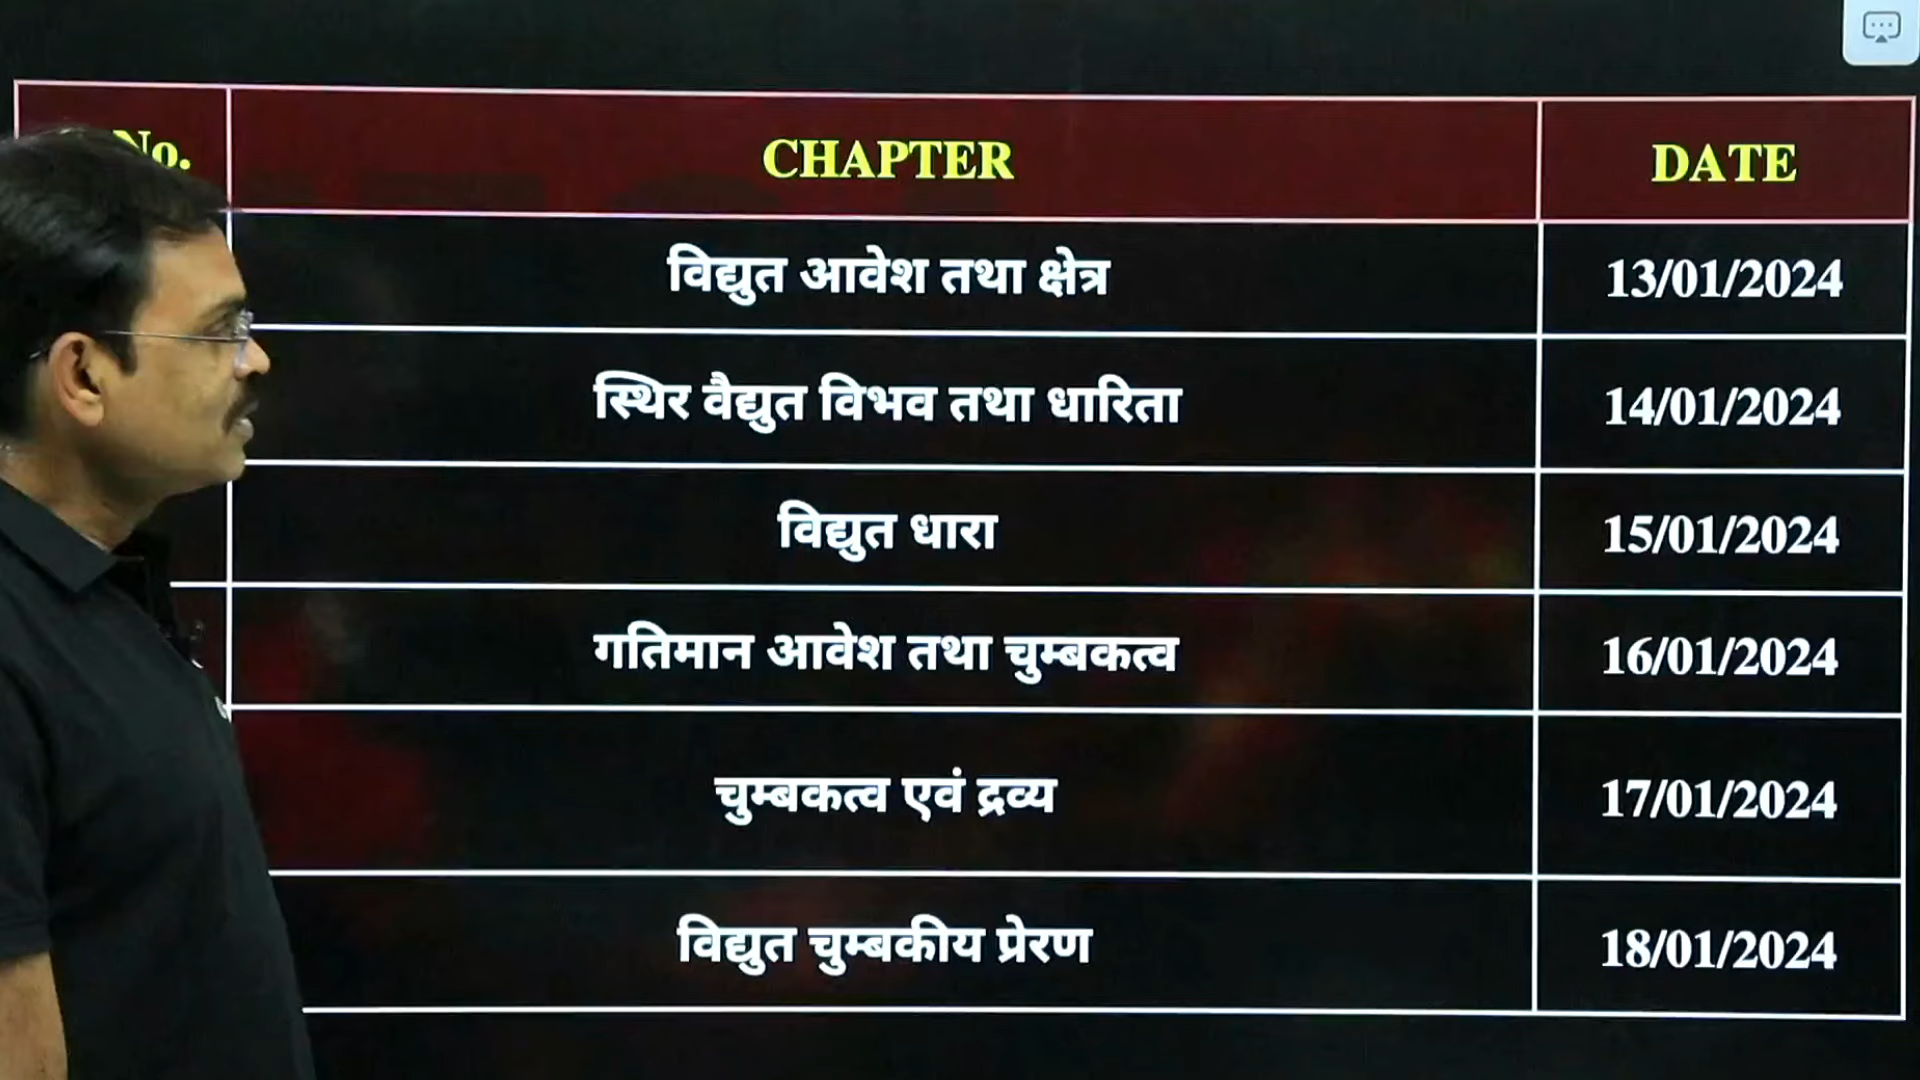 No.
CHAPTER
DATE
विद्युत आवेश तथा क्षेत्र
13/01/2024
स्थिर वैद्युत विभव तथा धारिता
14/01/2024
विद्युत धारा
15/01/2024
गतिमान आवेश तथा चुम्बकत्व
16/01/2024
चुम्बकत्व एवं द्रव्य
17/01/2024
विद्युत चुम्बकीय प्रेरण
18/01/2024